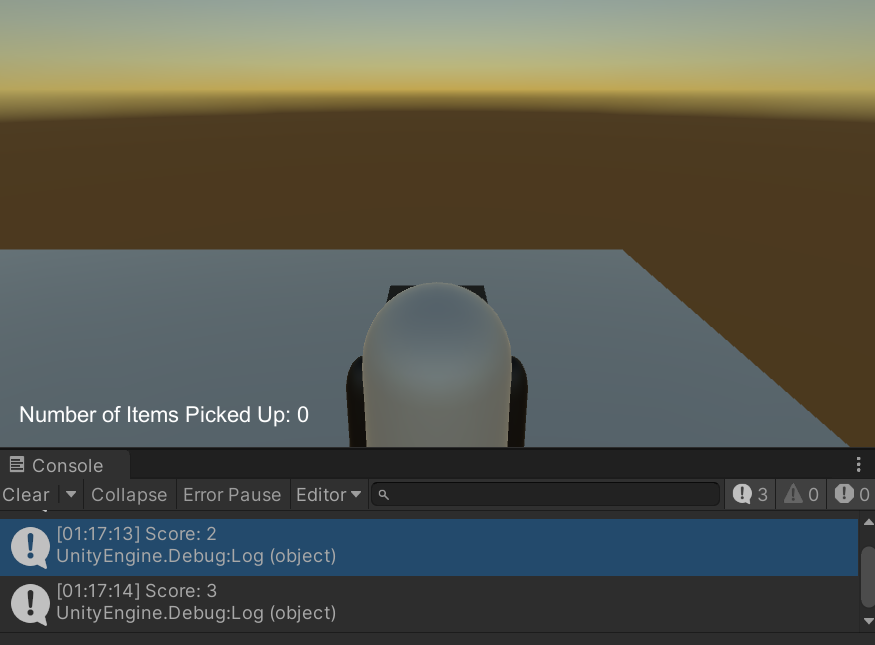 Number of Items Picked Up: 0
Console
Clear Collapse Error Pause Editor 3 0 0
[01:17:13] Score: 2
UnityEngine.Debug:Log (object)
[01:17:14] Score: 3
UnityEngine.Debug:Log (object)